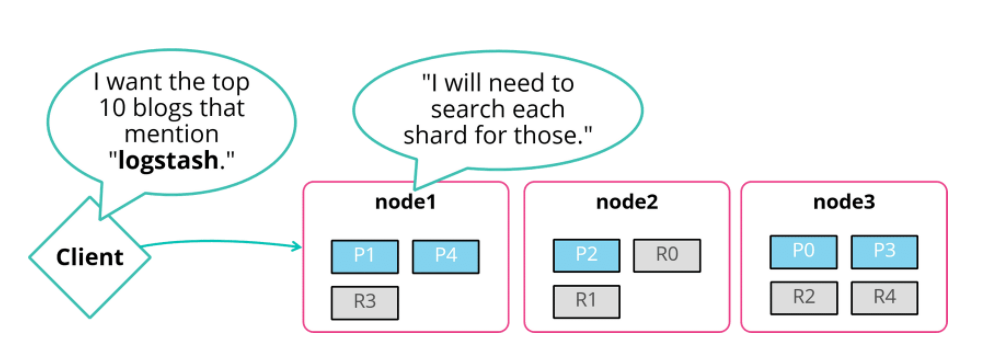 I want the top
10 blogs that
mention
"logstash."
"I will need to
search each
shard for those."
Client
node1
P1 P4
R3
node2
P2 R0
R1
node3
P0 P3
R2 R4